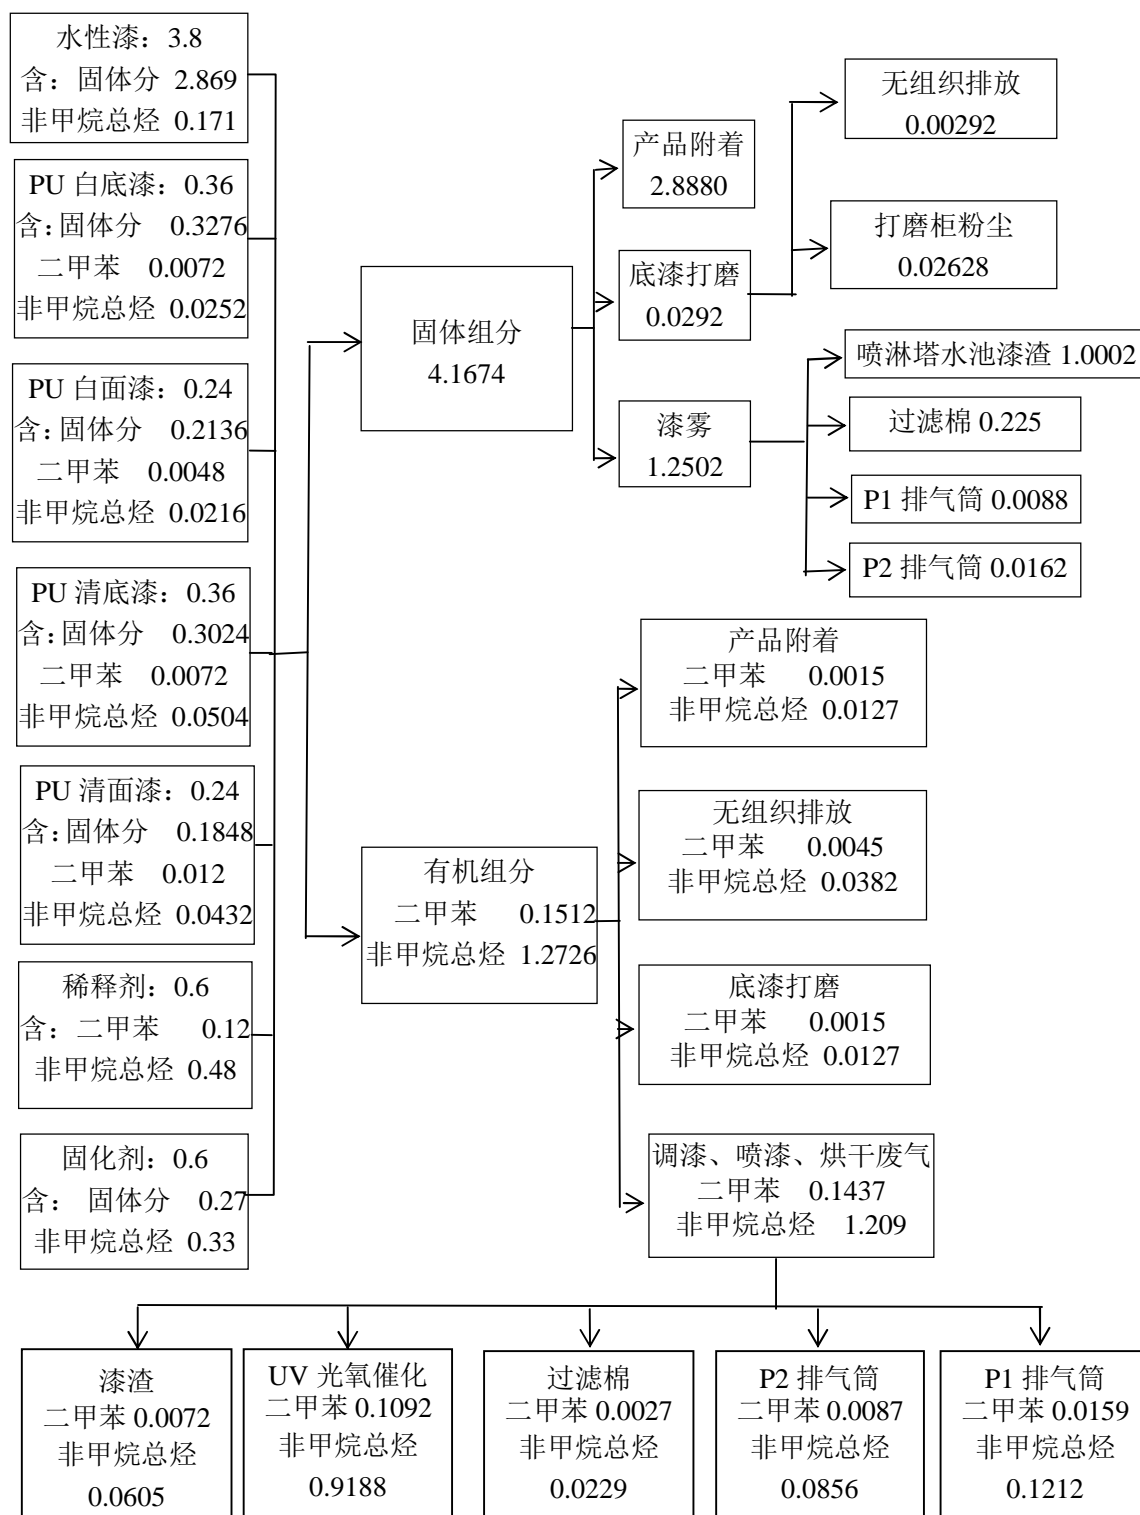 水性漆：3.8
含：固体分 2.869
非甲烷总烃 0.171
PU 白底漆：0.36
含：固体分 0.3276
二甲苯 0.0072
非甲烷总烃 0.0252
PU 白面漆：0.24
含：固体分 0.2136
二甲苯 0.0048
非甲烷总烃 0.0216
PU 清底漆：0.36
含：固体分 0.3024
二甲苯 0.0072
非甲烷总烃 0.0504
PU 清面漆：0.24
含：固体分 0.1848
二甲苯 0.012
非甲烷总烃 0.0432
稀释剂：0.6
含：二甲苯 0.12
非甲烷总烃 0.48
固化剂：0.6
含： 固体分 0.27
非甲烷总烃 0.33
固体组分
4.1674
产品附着
2.8880
底漆打磨
0.0292
漆雾
1.2502
无组织排放
0.00292
打磨柜粉尘
0.02628
喷淋塔水池漆渣 1.0002
过滤棉 0.225
P1 排气筒 0.0088
P2 排气筒 0.0162
有机组分
二甲苯 0.1512
非甲烷总烃 1.2726
产品附着
二甲苯 0.0015
非甲烷总烃 0.0127
无组织排放
二甲苯 0.0045
非甲烷总烃 0.0382
底漆打磨
二甲苯 0.0015
非甲烷总烃 0.0127
调漆、喷漆、烘干废气
二甲苯 0.1437
非甲烷总烃 1.209
漆渣
二甲苯 0.0072
非甲烷总烃
0.0605
UV 光氧催化
二甲苯 0.1092
非甲烷总烃
0.9188
过滤棉
二甲苯 0.0027
非甲烷总烃
0.0229
P2 排气筒
二甲苯 0.0087
非甲烷总烃
0.0856
P1 排气筒
二甲苯 0.0159
非甲烷总烃
0.1212